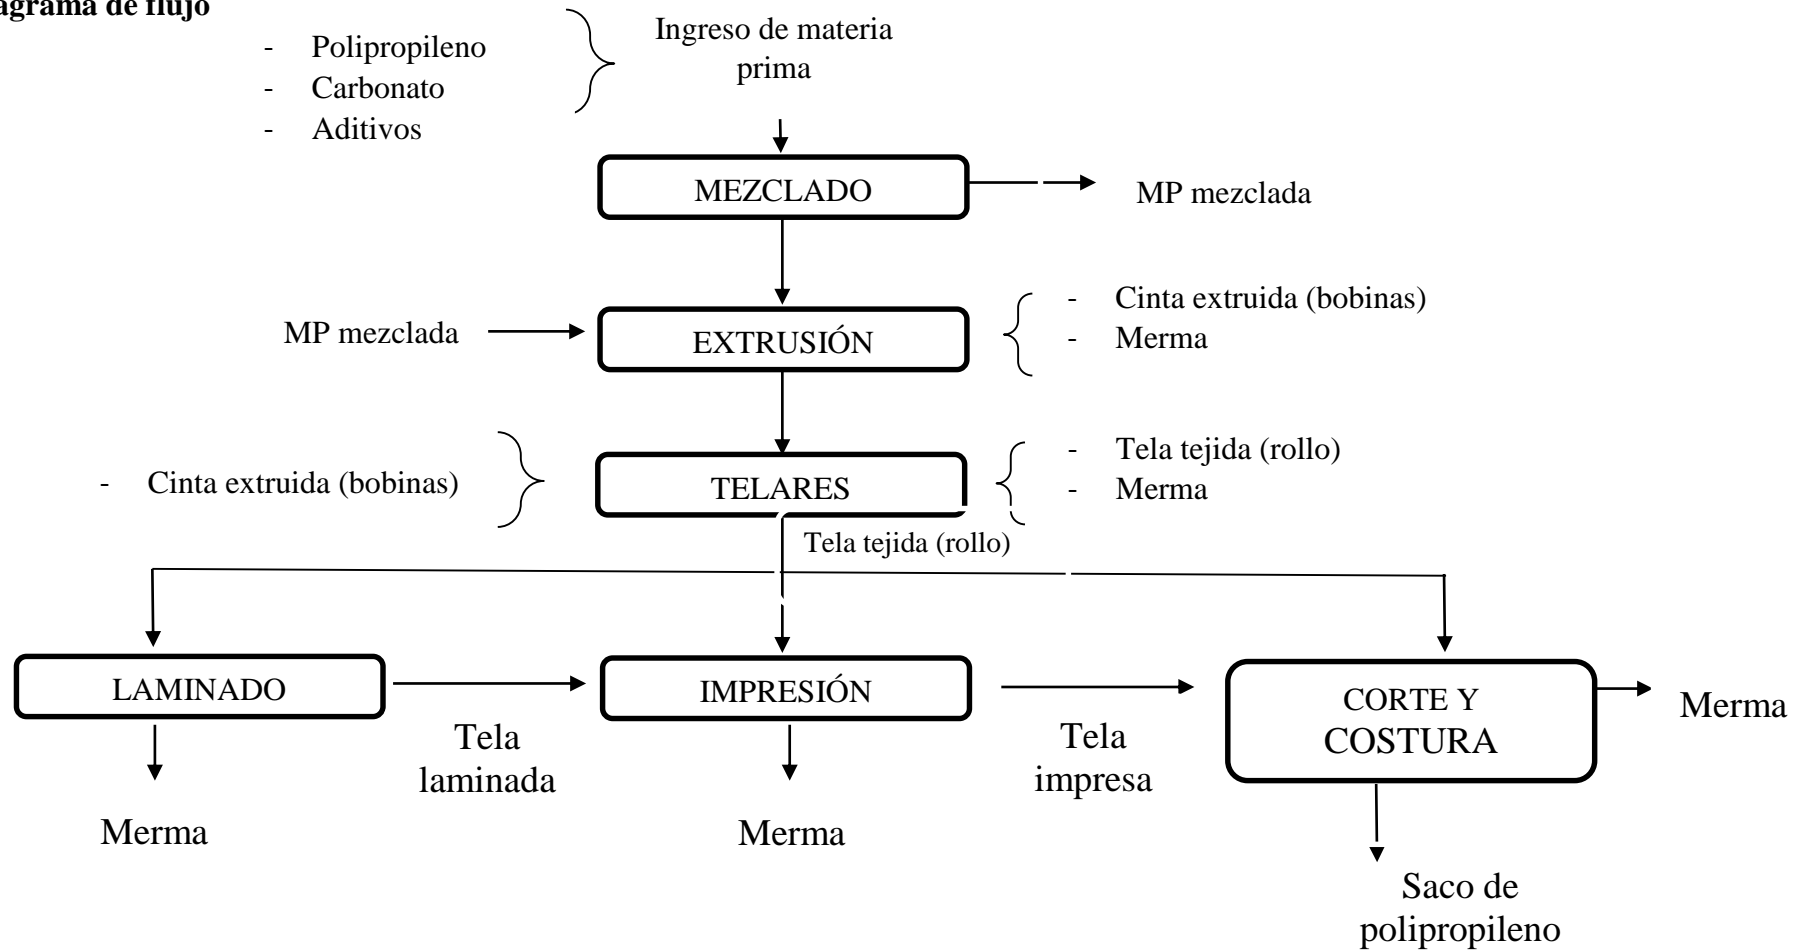 agrama de flujo
- Polipropileno
- Carbonato
- Aditivos
Ingreso de materia
prima
MEZCLADO
MP mezclada
MP mezclada
EXTRUSIÓN
- Cinta extruida (bobinas)
- Merma
- Cinta extruida (bobinas)
TELARES
- Tela tejida (rollo)
- Merma
Tela tejida (rollo)
LAMINADO
Tela
laminada
Merma
IMPRESIÓN
Merma
Tela
impresa
CORTE Y
COSTURA
Merma
Saco de
polipropileno